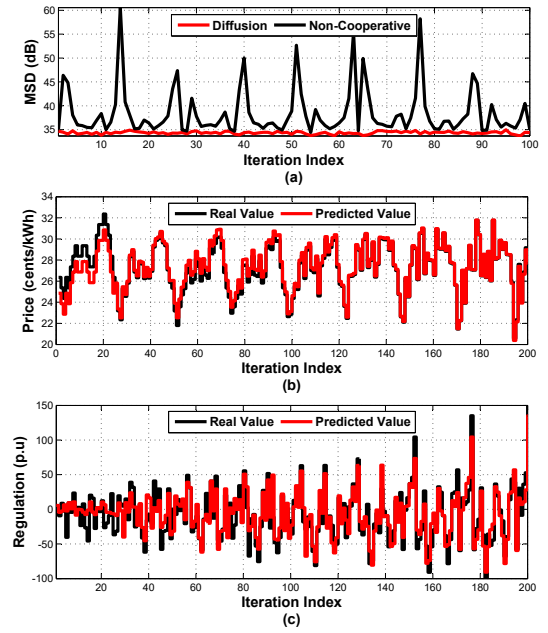 Diffusion Non-Cooperative
MSD (dB)
60
55
50
45
40
35
0 10 20 30 40 50 60 70 80 90 100
Iteration Index
(a)
Real Value Predicted Value
Price (cents/kWh)
34
32
30
28
26
24
22
20
0 20 40 60 80 100 120 140 160 180 200
Iteration Index
(b)
Real Value Predicted Value
Regulation (p.u)
150
100
50
0
-50
-100
0 20 40 60 80 100 120 140 160 180 200
Iteration Index
(c)